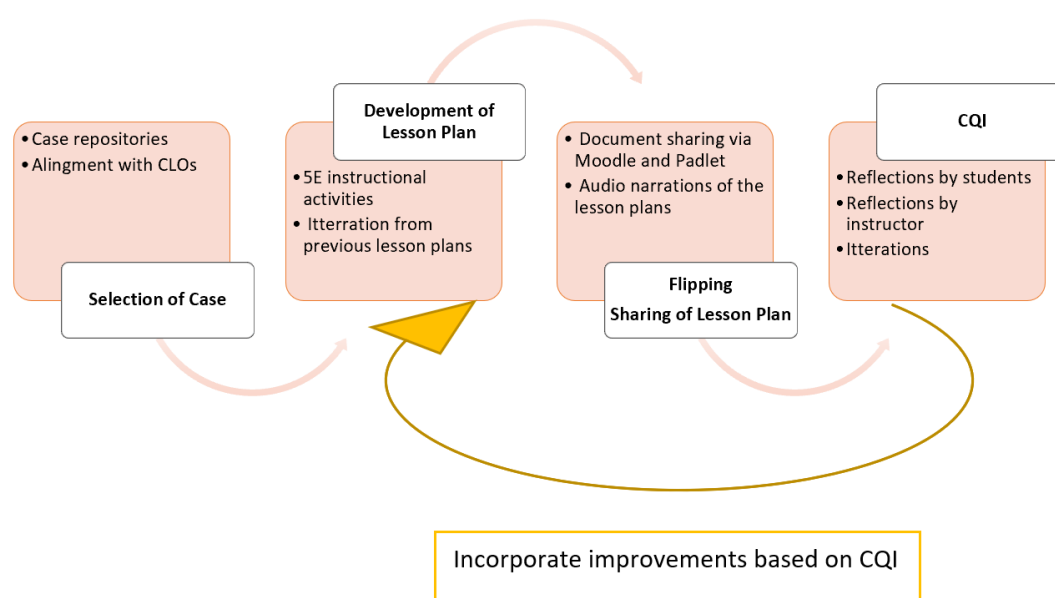 • Case repositories
• Alingment with CLOs
Selection of Case
Development of
Lesson Plan
• 5E instructional
activities
• Itterration from
previous lesson plans
• Document sharing via
Moodle and Padlet
• Audio narrations of the
lesson plans
Flipping
Sharing of Lesson Plan
CQI
• Reflections by students
• Reflections by
instructor
• Itterations
Incorporate improvements based on CQI